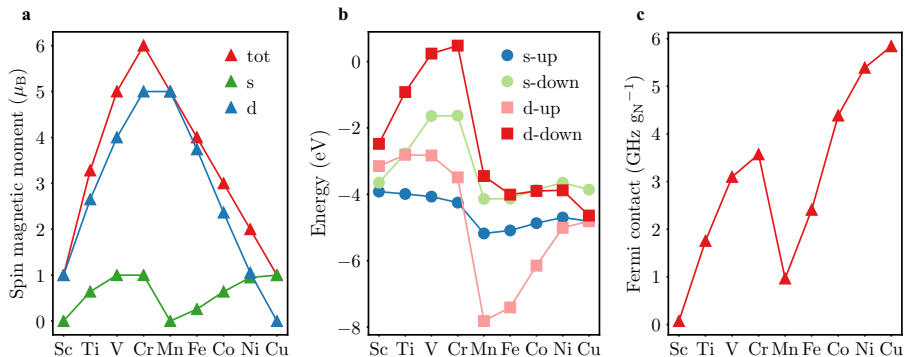 a
Spin magnetic moment (μB)
6
5
4
3
2
1
0
tot
s
d
Sc Ti V Cr Mn Fe Co Ni Cu
b
Energy (eV)
0
−2
−4
−6
−8
s-up
s-down
d-up
d-down
Sc Ti V Cr Mn Fe Co Ni Cu
c
Fermi contact (GHz gN⁻¹)
6
5
4
3
2
1
0
Sc Ti V Cr Mn Fe Co Ni Cu